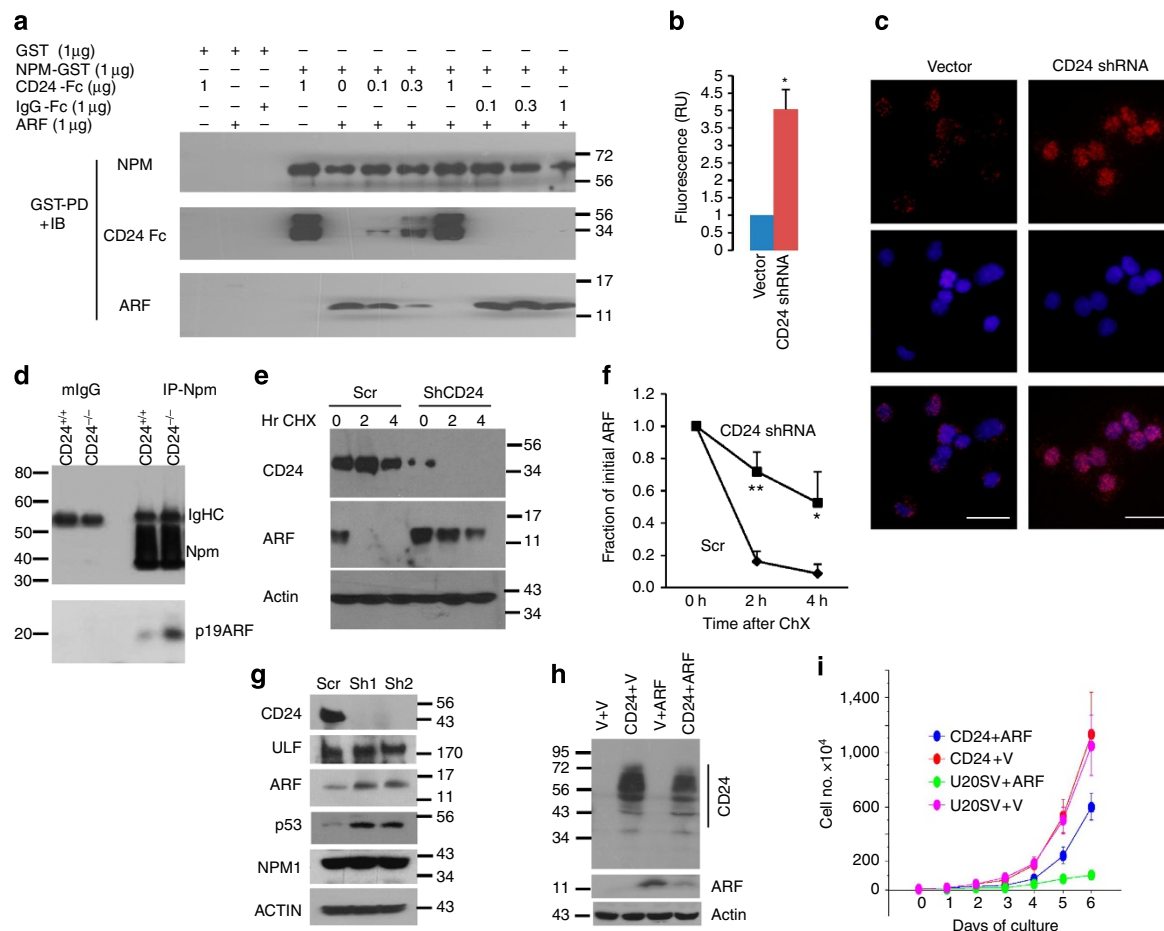 a
GST (1µg) + + + – – – – – – – –
NPM-GST (1µg) – – – + + + + + + + +
CD24-Fc (µg) 1 – – 1 0 0.1 0.3 1 – – –
IgG-Fc (1µg) – – + – – – – – 0.1 0.3 1
ARF (1µg) – + – – + + + + + + +
GST-PD
+IB
NPM
72
56
CD24 Fc
56
34
ARF
17
11
b
Fluorescence (RU)
5
4.5
4
3.5
3
2.5
2
1.5
1
0.5
0
*
Vector
CD24 shRNA
c
Vector CD24 shRNA
d
mIgG IP-Npm
CD24+/+
CD24–/–
CD24+/+
CD24–/–
80
60
50
40
30
20
IgHC
Npm
p19ARF
e
Scr ShCD24
Hr CHX 0 2 4 0 2 4
CD24
56
34
ARF
17
11
Actin
43
34
f
Fraction of initial ARF
1.2
1.0
0.8
0.6
0.4
0.2
0.0
CD24 shRNA
**
*
Scr
0 h 2 h 4 h
Time after ChX
g
Scr Sh1 Sh2
CD24
56
43
ULF
170
ARF
17
11
p53
56
NPM1
43
34
ACTIN
43
h
V+V
CD24+V
V+ARF
CD24+ARF
95
72
56
43
34
CD24
11
ARF
43
Actin
i
Cell no. ×10⁴
1,400
1,000
600
200
0
CD24+ARF
CD24+V
U20SV+ARF
U20SV+V
0 1 2 3 4 5 6
Days of culture